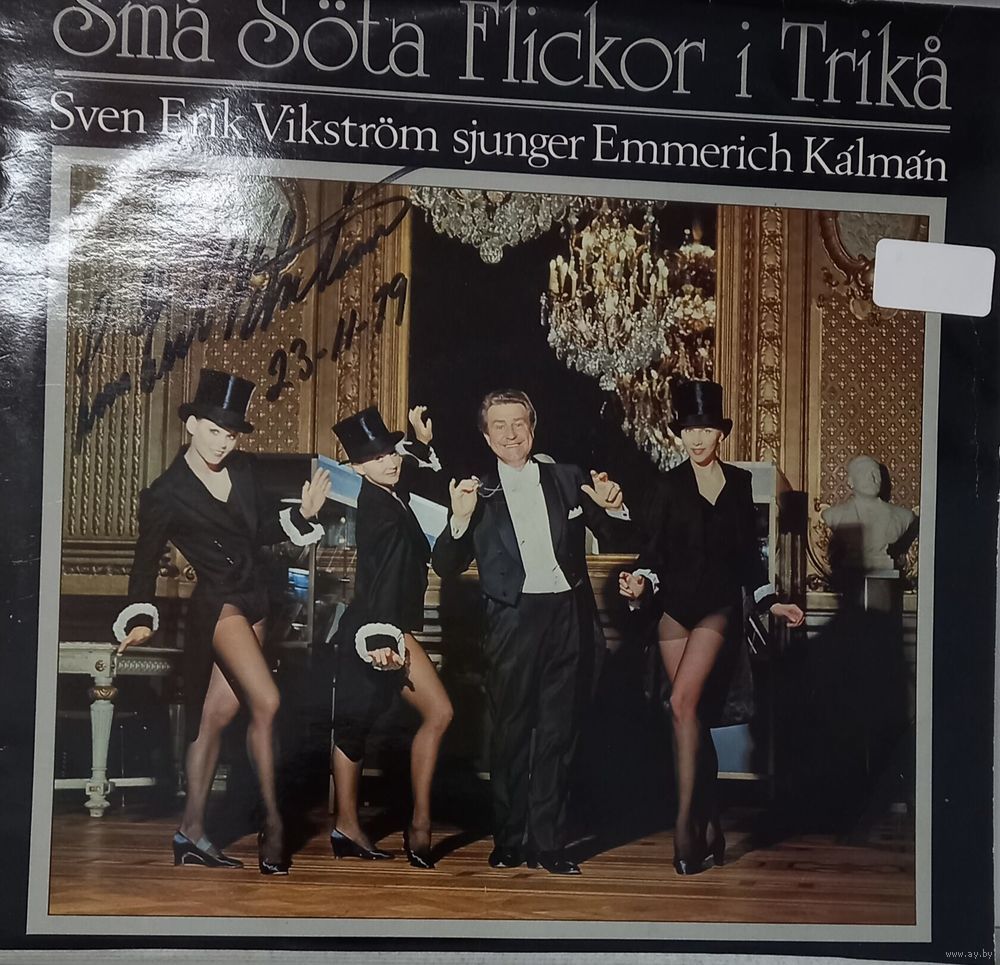 Små Söta Flickor i Trikå
Sven Erik Vikström sjunger Emmerich Kálmán
23-11-79
www.ay.by